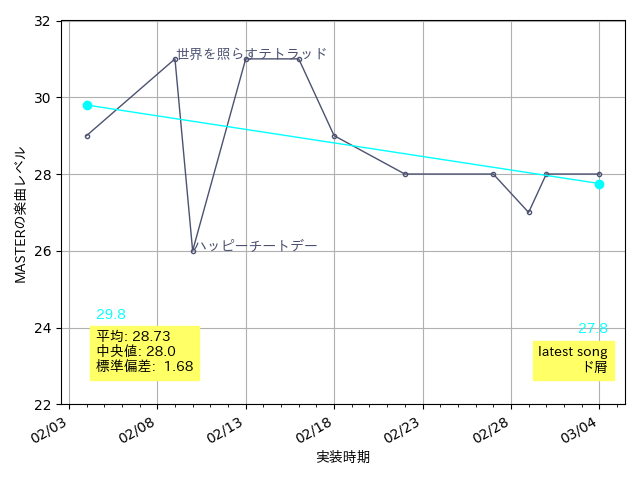 32
30
28
26
24
22
MASTERの楽曲レベル
世界を照らすテトラッド
ハッピーチートデー
29.8
平均: 28.73
中央値: 28.0
標準偏差: 1.68
27.8
latest song
ド屑
02/03
02/08
02/13
02/18
02/23
02/28
03/04
実装時期